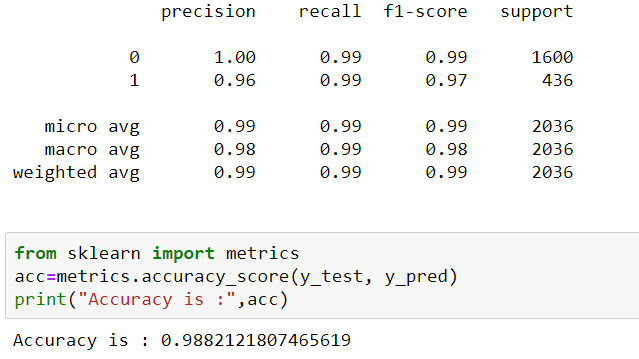 precision recall f1-score support
0 1.00 0.99 0.99 1600
1 0.96 0.99 0.97 436
micro avg 0.99 0.99 0.99 2036
macro avg 0.98 0.99 0.98 2036
weighted avg 0.99 0.99 0.99 2036
from sklearn import metrics
acc=metrics.accuracy_score(y_test, y_pred)
print("Accuracy is :",acc)
Accuracy is : 0.9882121807465619